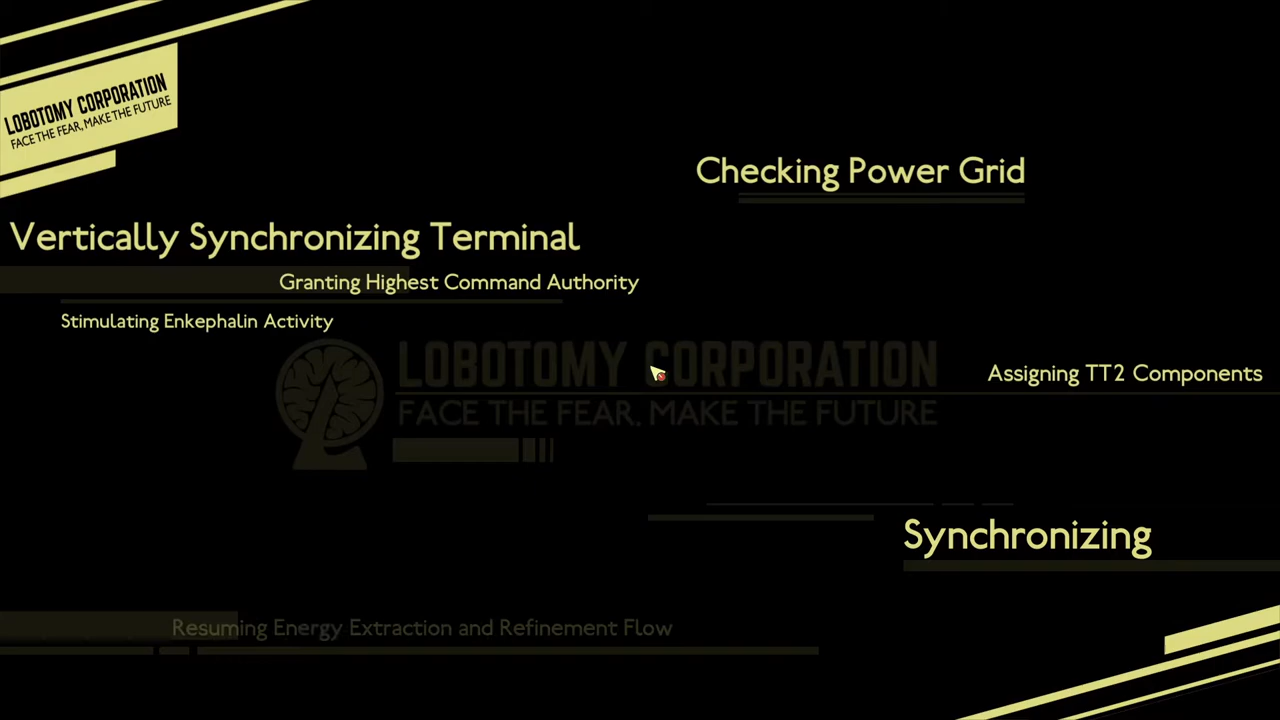 LOBOTOMY CORPORATION
FACE THE FEAR, MAKE THE FUTURE
Checking Power Grid
Vertically Synchronizing Terminal
Granting Highest Command Authority
Stimulating Enkephalin Activity
LOBOTOMY CORPORATION
FACE THE FEAR, MAKE THE FUTURE
Assigning TT2 Components
Synchronizing
Resuming Energy Extraction and Refinement Flow